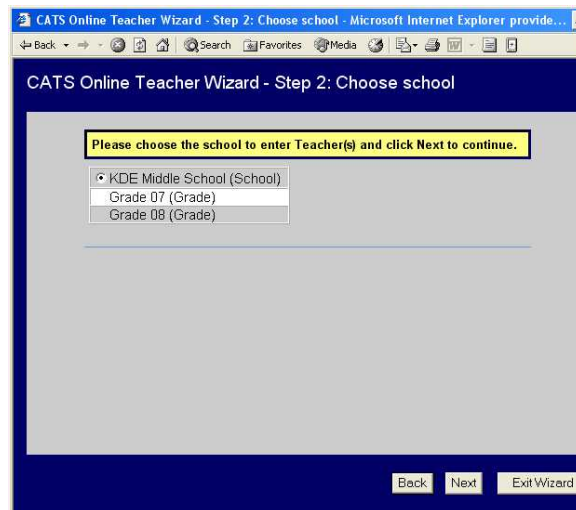 CATS Online Teacher Wizard - Step 2: Choose school - Microsoft Internet Explorer provide...
Back Search Favorites Media
CATS Online Teacher Wizard - Step 2: Choose school
Please choose the school to enter Teacher(s) and click Next to continue.
KDE Middle School (School)
Grade 07 (Grade)
Grade 08 (Grade)
Back Next Exit Wizard